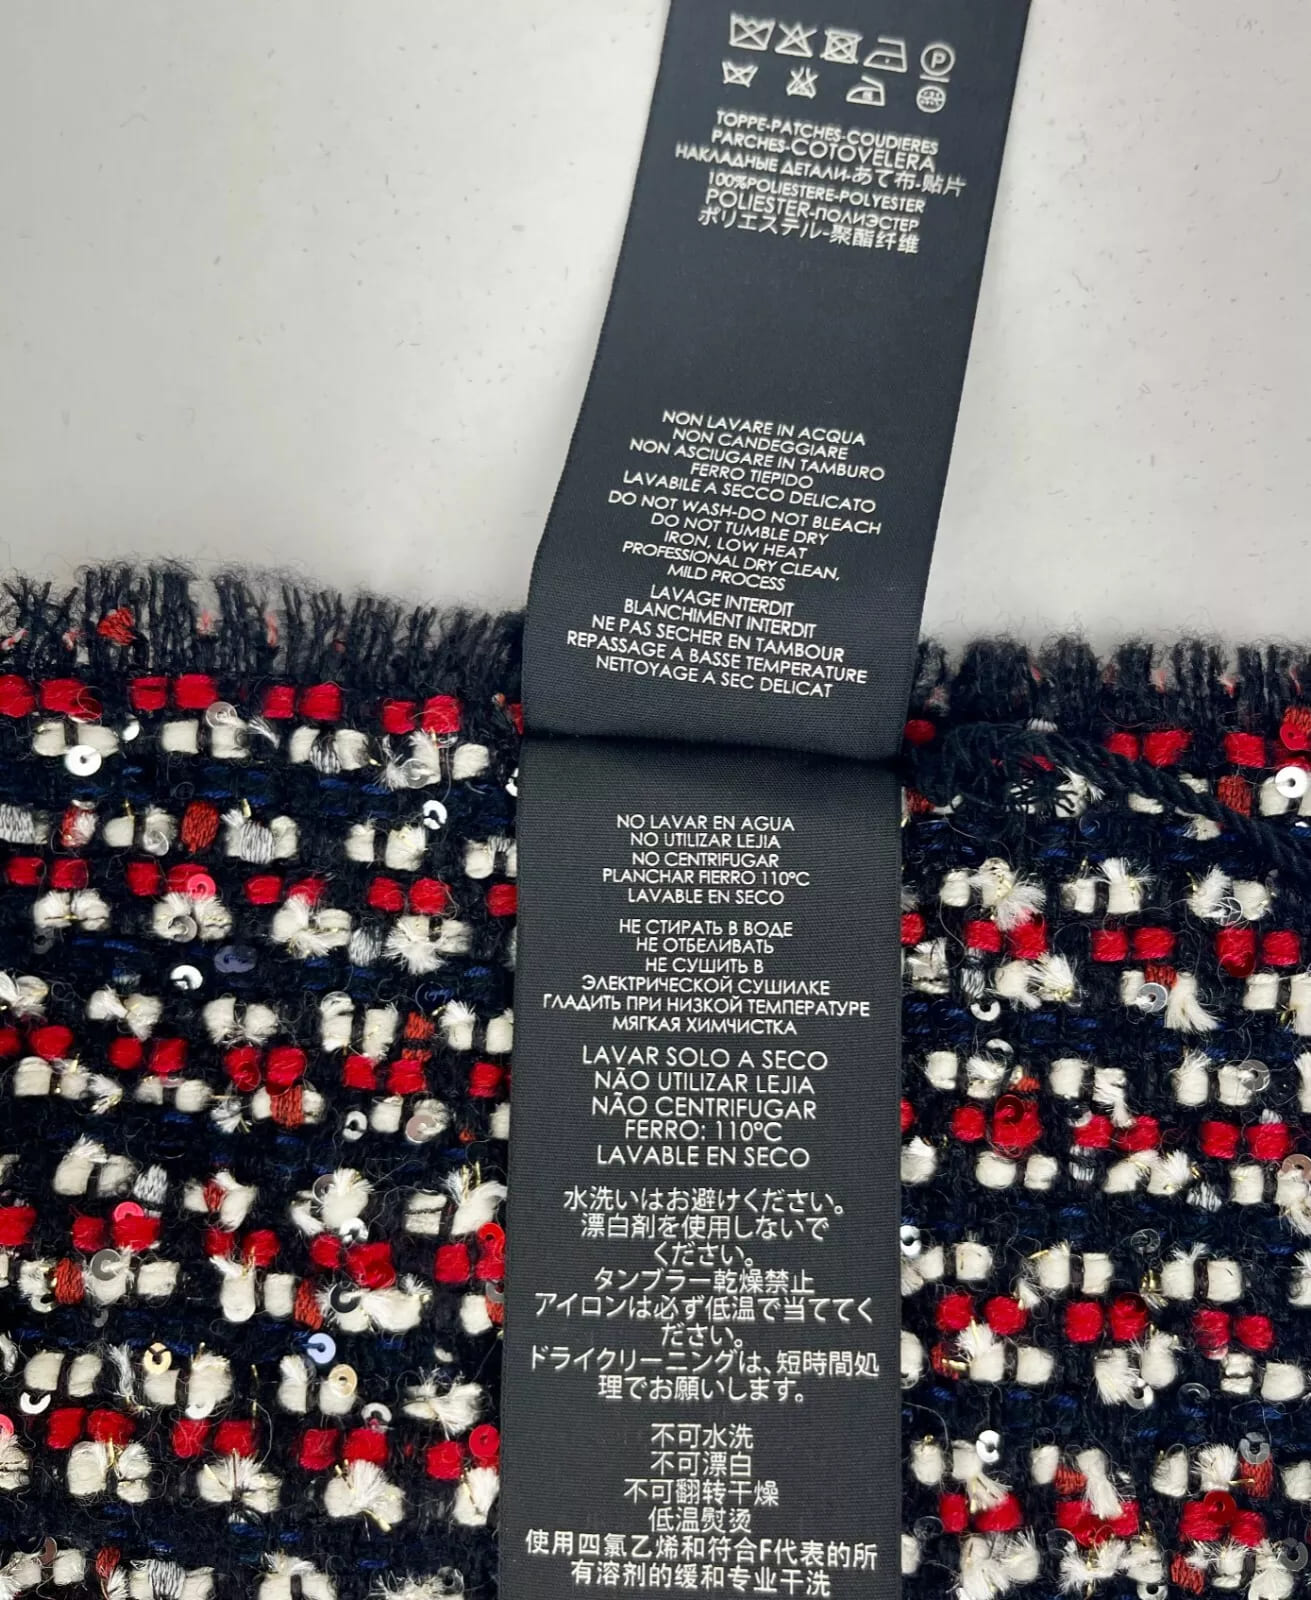 TOPPE-PATCHES-COUDIERES
PARCHES-COTOVELERA
НАКЛАДНЫЕ ДЕТАЛИ-あて布-贴片
100%POLIESTERE-POLYESTER
POLIESTER-ПОЛИЭСТЕР
ポリエステル-聚酯纤维
NON LAVARE IN ACQUA
NON CANDEGGIARE
NON ASCIUGARE IN TAMBURO
FERRO TIEPIDO
LAVABILE A SECCO DELICATO
DO NOT WASH-DO NOT BLEACH
DO NOT TUMBLE DRY
IRON, LOW HEAT
PROFESSIONAL DRY CLEAN,
MILD PROCESS
LAVAGE INTERDIT
BLANCHIMENT INTERDIT
NE PAS SECHER EN TAMBOUR
REPASSAGE A BASSE TEMPERATURE
NETTOYAGE A SEC DELICAT
NO LAVAR EN AGUA
NO UTILIZAR LEJIA
NO CENTRIFUGAR
PLANCHAR FIERRO 110ºC
LAVABLE EN SECO
НЕ СТИРАТЬ В ВОДЕ
НЕ ОТБЕЛИВАТЬ
НЕ СУШИТЬ В
ЭЛЕКТРИЧЕСКОЙ СУШИЛКЕ
ГЛАДИТЬ ПРИ НИЗКОЙ ТЕМПЕРАТУРЕ
МЯГКАЯ ХИМЧИСТКА
LAVAR SOLO A SECO
NÃO UTILIZAR LEJIA
NÃO CENTRIFUGAR
FERRO: 110ºC
LAVABLE EN SECO
水洗いはお避けください。
漂白剤を使用しないで
ください。
タンブラー乾燥禁止
アイロンは必ず低温で当ててく
ださい。
ドライクリーニングは、短時間処
理でお願いします。
不可水洗
不可漂白
不可翻转干燥
低温熨烫
使用四氯乙烯和符合F代表的所
有溶剂的缓和专业干洗